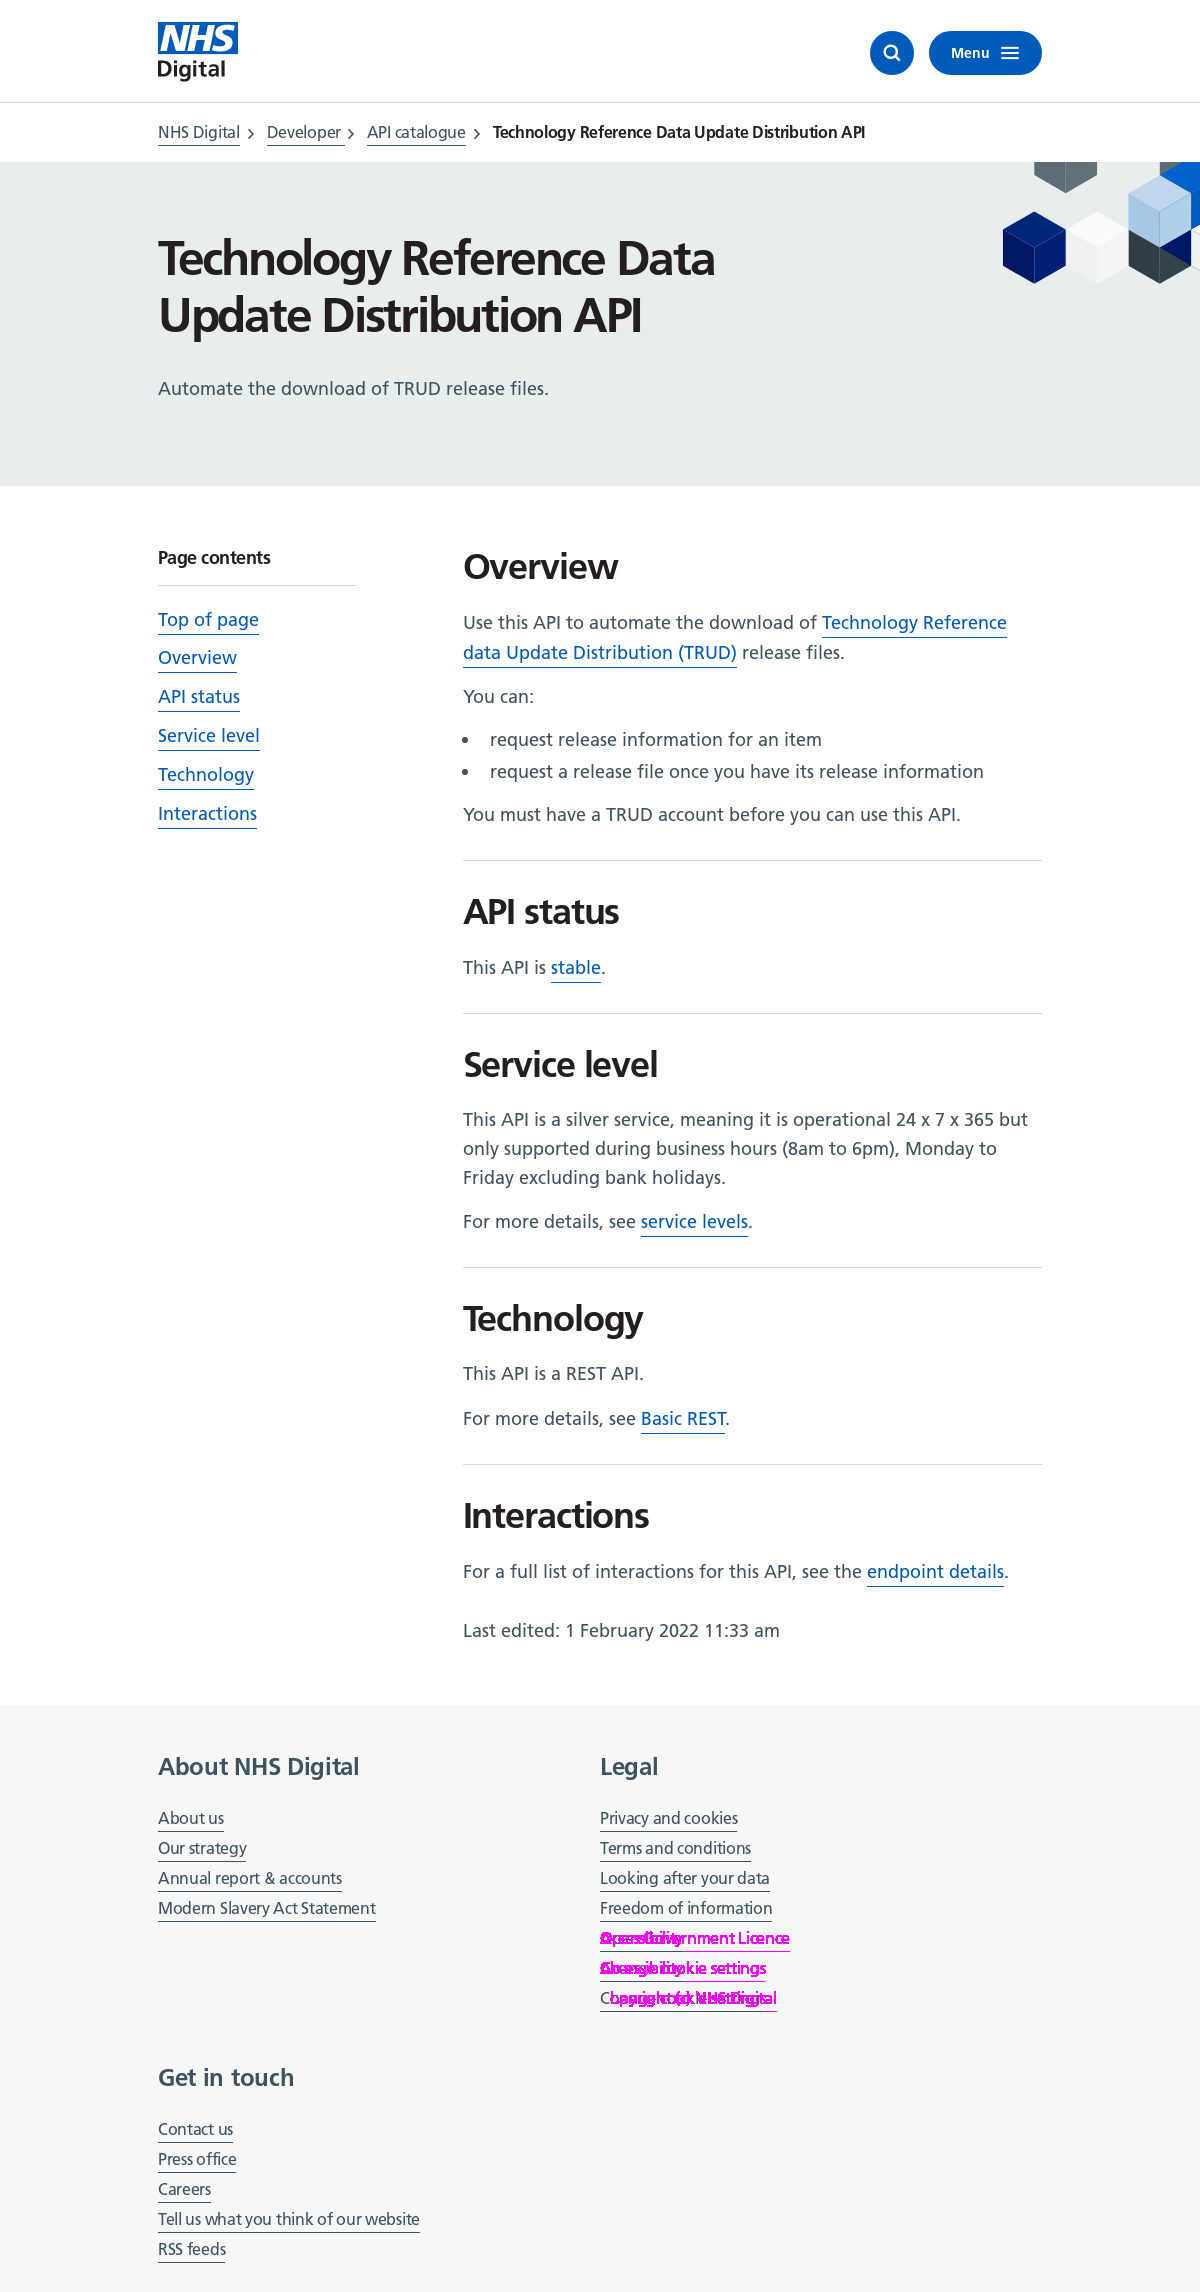 NHS
Digital
Menu
NHS Digital > Developer > API catalogue > Technology Reference Data Update Distribution API
Technology Reference Data
Update Distribution API
Automate the download of TRUD release files.
Page contents
Top of page
Overview
API status
Service level
Technology
Interactions
Overview
Use this API to automate the download of Technology Reference
data Update Distribution (TRUD) release files.
You can:
• request release information for an item
• request a release file once you have its release information
You must have a TRUD account before you can use this API.
API status
This API is stable.
Service level
This API is a silver service, meaning it is operational 24 x 7 x 365 but
only supported during business hours (8am to 6pm), Monday to
Friday excluding bank holidays.
For more details, see service levels.
Technology
This API is a REST API.
For more details, see Basic REST.
Interactions
For a full list of interactions for this API, see the endpoint details.
Last edited: 1 February 2022 11:33 am
About NHS Digital
About us
Our strategy
Annual report & accounts
Modern Slavery Act Statement
Legal
Privacy and cookies
Terms and conditions
Looking after your data
Freedom of information
Government Licence
cookie settings
NHS Digital
Get in touch
Contact us
Press office
Careers
Tell us what you think of our website
RSS feeds